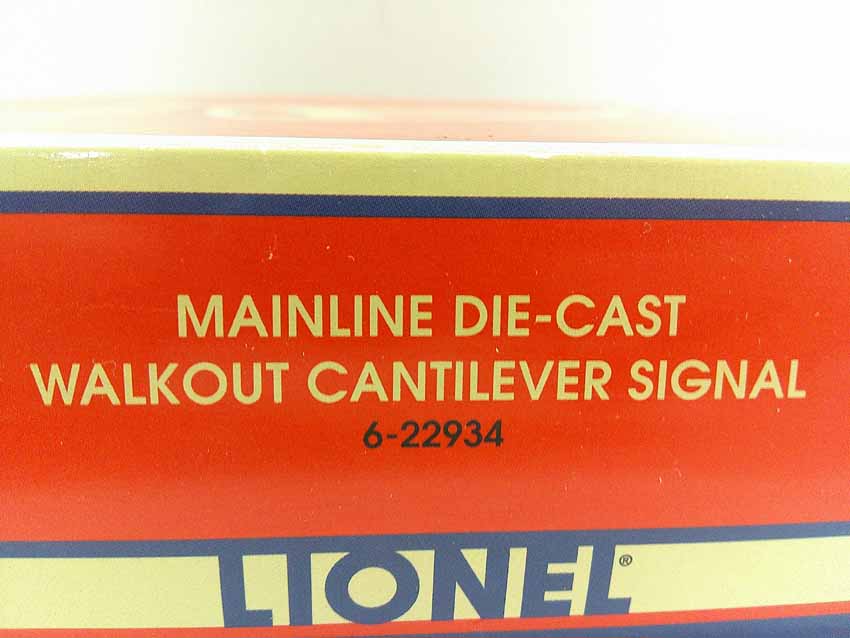 MAINLINE DIE-CAST
WALKOUT CANTILEVER SIGNAL
6-22934
LIONEL®